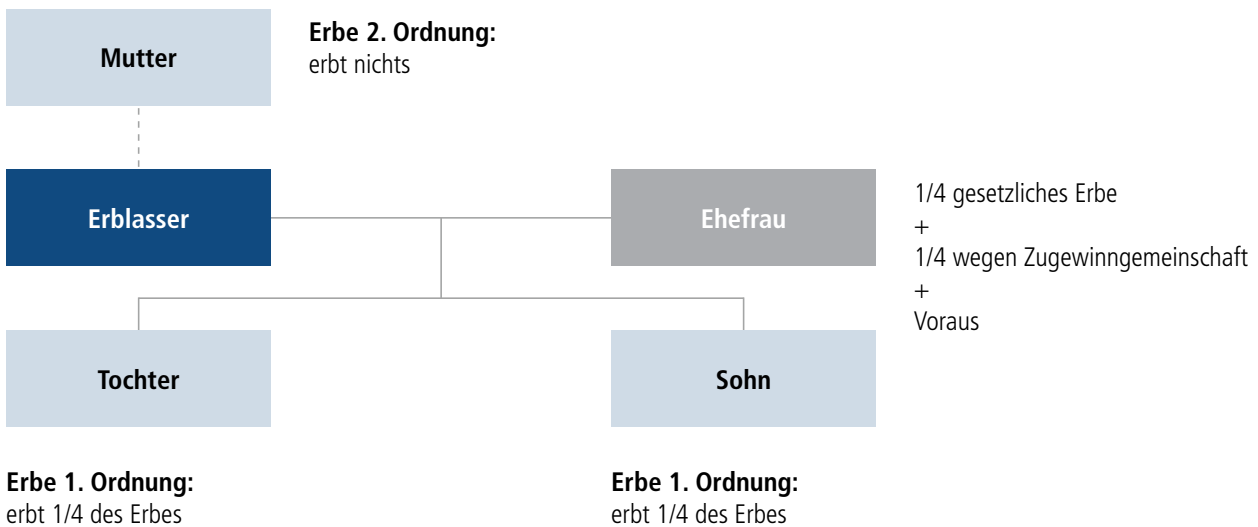 Mutter
Erbe 2. Ordnung:
erbt nichts
Erblasser
Ehefrau
1/4 gesetzliches Erbe
+
1/4 wegen Zugewinngemeinschaft
+
Voraus
Tochter
Sohn
Erbe 1. Ordnung:
erbt 1/4 des Erbes
Erbe 1. Ordnung:
erbt 1/4 des Erbes